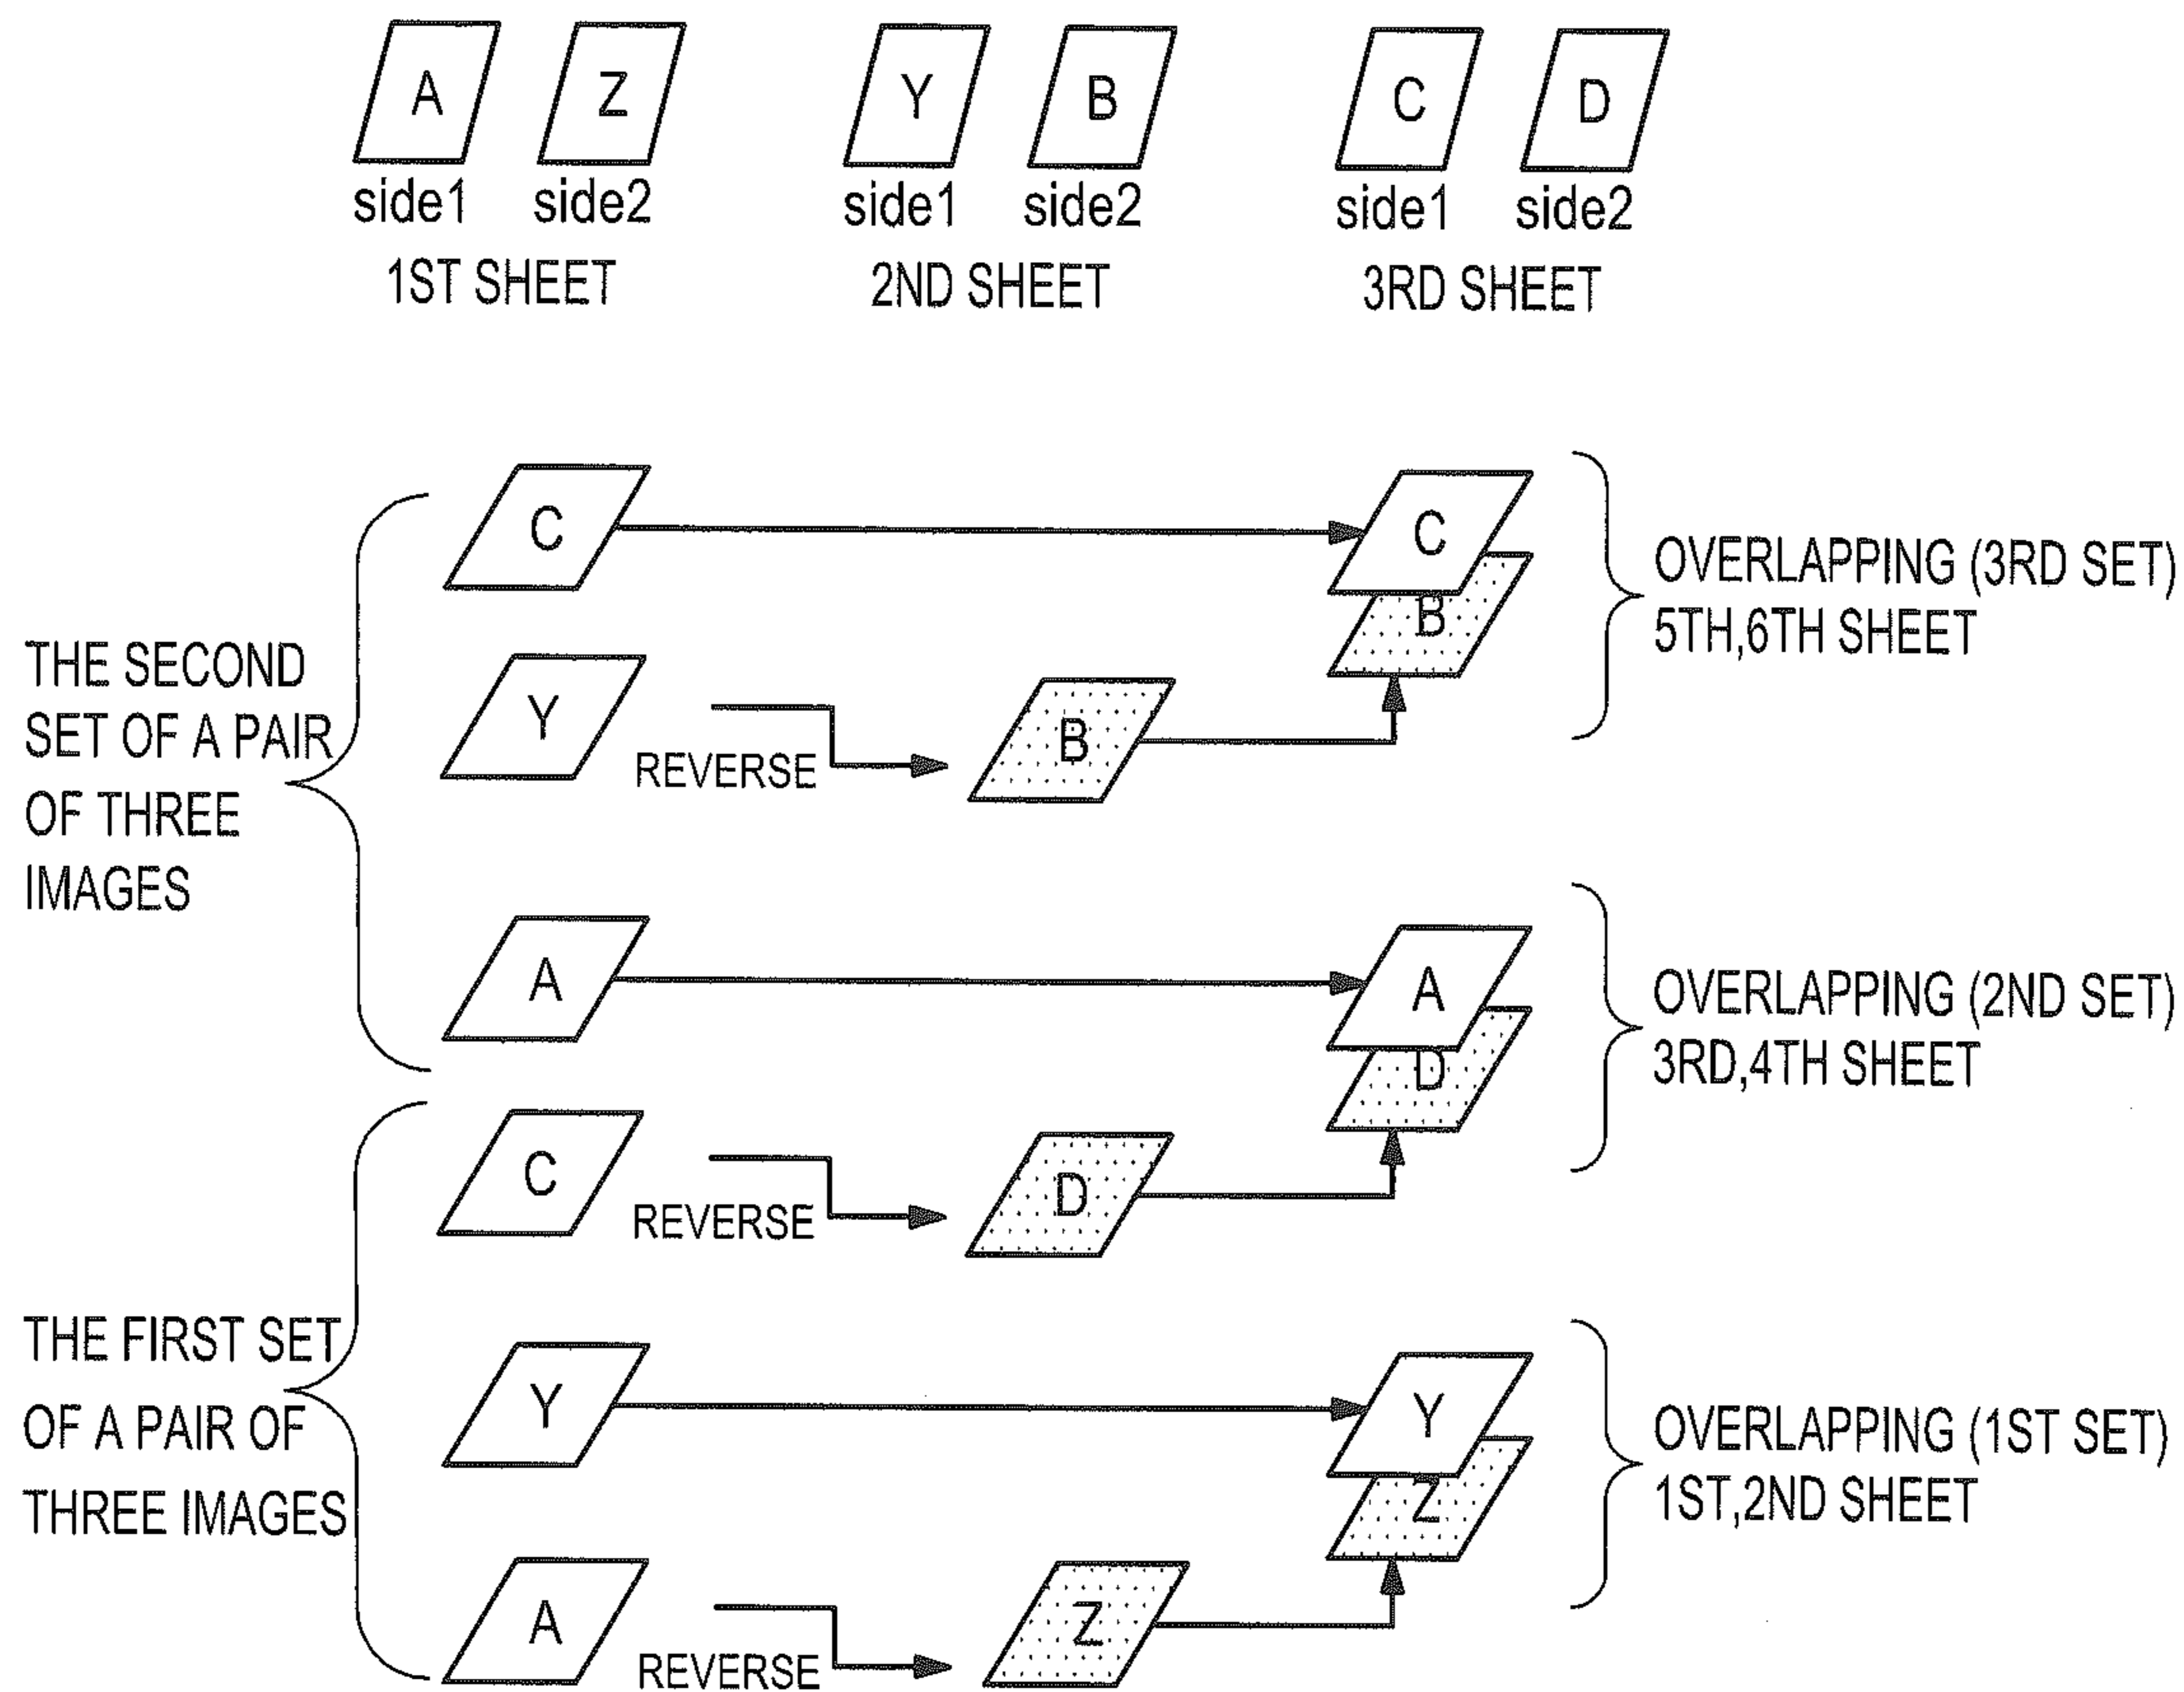 A Z Y B C D
side1 side2 side1 side2 side1 side2
1ST SHEET 2ND SHEET 3RD SHEET
C C
B
OVERLAPPING (3RD SET)
5TH,6TH SHEET
THE SECOND
SET OF A PAIR
OF THREE
IMAGES
Y
REVERSE
B
A A
D
OVERLAPPING (2ND SET)
3RD,4TH SHEET
C
REVERSE
D
THE FIRST SET
OF A PAIR OF
THREE IMAGES
Y Y
Z
OVERLAPPING (1ST SET)
1ST,2ND SHEET
A
REVERSE
Z